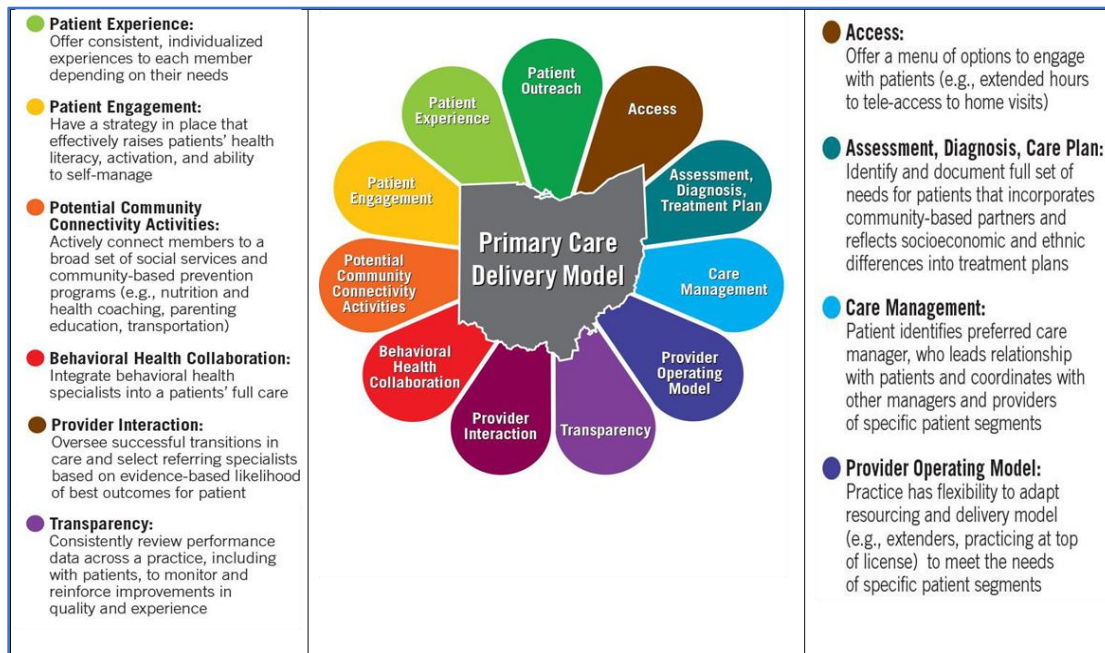 Patient Experience:
Offer consistent, individualized
experiences to each member
depending on their needs
Patient Engagement:
Have a strategy in place that
effectively raises patients' health
literacy, activation, and ability
to self-manage
Potential Community
Connectivity Activities:
Actively connect members to a
broad set of social services and
community-based prevention
programs (e.g., nutrition and
health coaching, parenting
education, transportation)
Behavioral Health Collaboration:
Integrate behavioral health
specialists into a patients' full care
Provider Interaction:
Oversee successful transitions in
care and select referring specialists
based on evidence-based likelihood
of best outcomes for patient
Transparency:
Consistently review performance
data across a practice, including
with patients, to monitor and
reinforce improvements in
quality and experience
Patient
Outreach
Access
Assessment,
Diagnosis,
Treatment Plan
Care
Management
Provider
Operating
Model
Transparency
Provider
Interaction
Behavioral
Health
Collaboration
Potential
Community
Connectivity
Activities
Patient
Engagement
Patient
Experience
Primary Care
Delivery Model
Access:
Offer a menu of options to engage
with patients (e.g., extended hours
to tele-access to home visits)
Assessment, Diagnosis, Care Plan:
Identify and document full set of
needs for patients that incorporates
community-based partners and
reflects socioeconomic and ethnic
differences into treatment plans
Care Management:
Patient identifies preferred care
manager, who leads relationship
with patients and coordinates with
other managers and providers
of specific patient segments
Provider Operating Model:
Practice has flexibility to adapt
resourcing and delivery model
(e.g., extenders, practicing at top
of license) to meet the needs
of specific patient segments